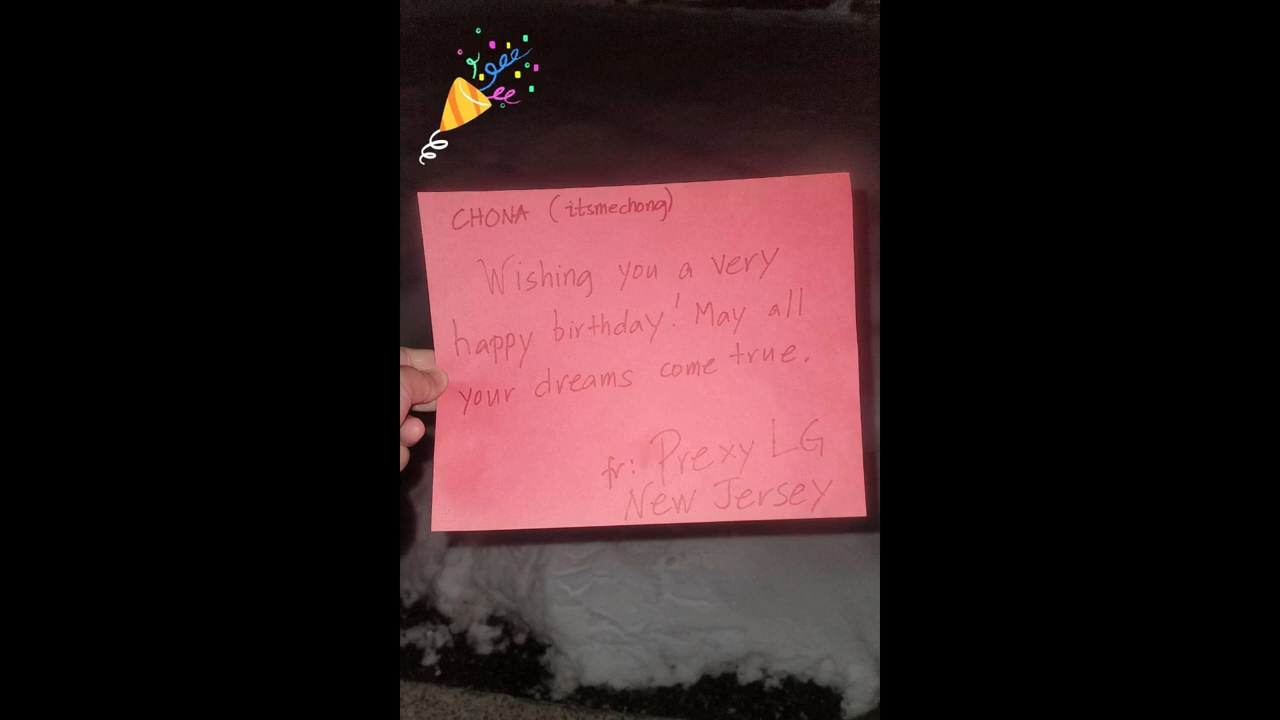 CHONA (itsmechong)
Wishing you a very
happy birthday! May all
your dreams come true.
fr: Prexy LG
New Jersey